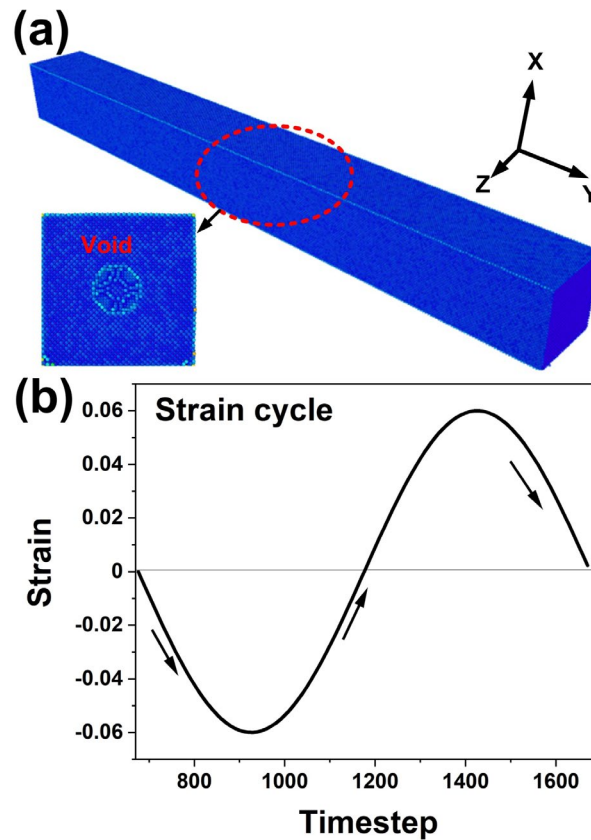 (a)
X
Z
Y
Void
(b)
Strain cycle
0.06
0.04
0.02
0
-0.02
-0.04
-0.06
Strain
800 1000 1200 1400 1600
Timestep